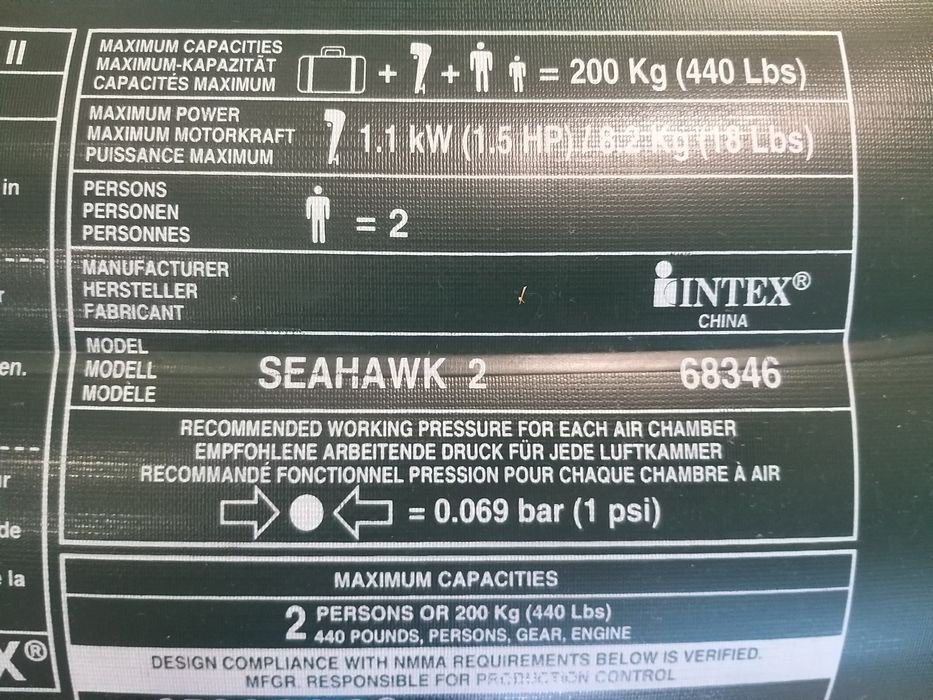 II
MAXIMUM CAPACITIES
MAXIMUM-KAPAZITÄT
CAPACITÉS MAXIMUM
+ + = 200 Kg (440 Lbs)
MAXIMUM POWER
MAXIMUM MOTORKRAFT
PUISSANCE MAXIMUM
1.1 kW (1.5 HP) / 8.2 Kg (18 Lbs)
in
PERSONS
PERSONEN
PERSONNES
= 2
MANUFACTURER
HERSTELLER
FABRICANT
INTEX®
CHINA
MODEL
MODELL
MODÈLE
SEAHAWK 2 68346
en.
RECOMMENDED WORKING PRESSURE FOR EACH AIR CHAMBER
EMPFOHLENE ARBEITENDE DRUCK FÜR JEDE LUFTKAMMER
RECOMMANDÉ FONCTIONNEL PRESSION POUR CHAQUE CHAMBRE À AIR
= 0.069 bar (1 psi)
de
la
MAXIMUM CAPACITIES
2 PERSONS OR 200 Kg (440 Lbs)
440 POUNDS, PERSONS, GEAR, ENGINE
X®
DESIGN COMPLIANCE WITH NMMA REQUIREMENTS BELOW IS VERIFIED.
MFGR. RESPONSIBLE FOR PRODUCTION CONTROL